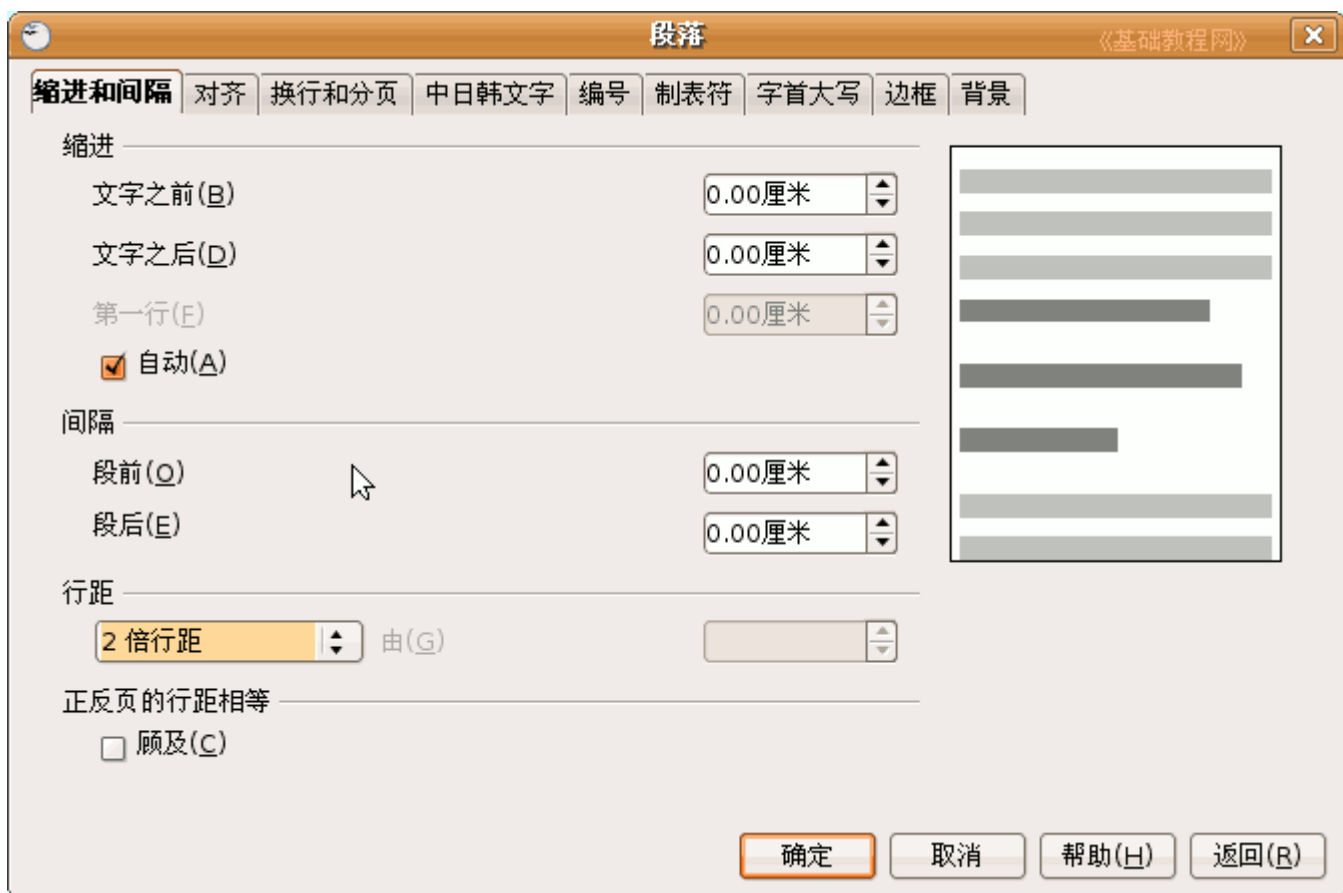 段落 《基础教程网》
缩进和间隔 对齐 换行和分页 中日韩文字 编号 制表符 字首大写 边框 背景
缩进
文字之前(B) 0.00厘米
文字之后(D) 0.00厘米
第一行(F) 0.00厘米
自动(A)
间隔
段前(O) 0.00厘米
段后(E) 0.00厘米
行距
2 倍行距 由(G)
正反页的行距相等
顾及(C)
确定 取消 帮助(H) 返回(R)